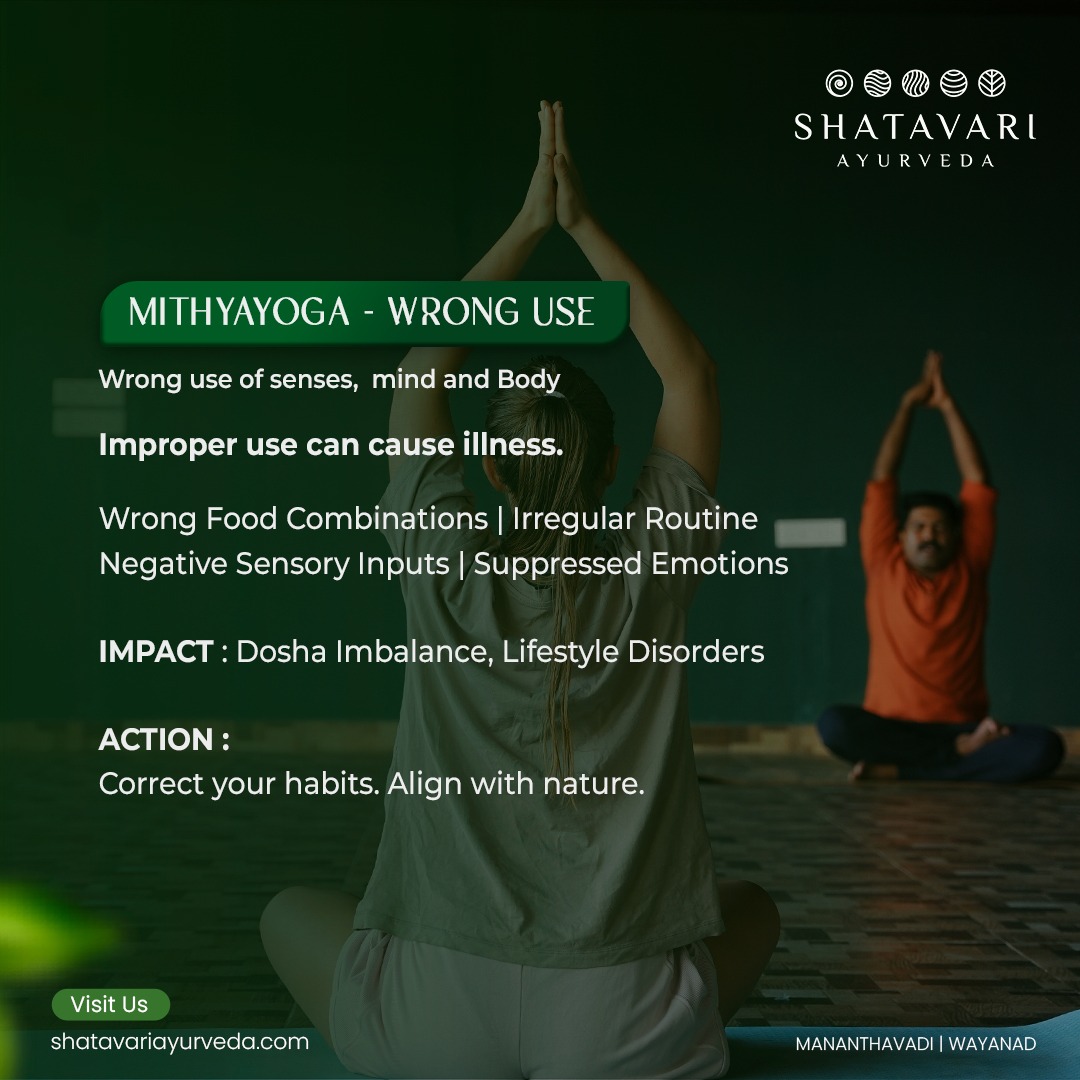 SHATAVARI
AYURVEDA
MITHYAYOGA - WRONG USE
Wrong use of senses,  mind and Body
Improper use can cause illness.
Wrong Food Combinations | Irregular Routine
Negative Sensory Inputs | Suppressed Emotions
IMPACT : Dosha Imbalance, Lifestyle Disorders
ACTION :
Correct your habits. Align with nature.
Visit Us
shatavariayurveda.com
MANANTHAVADI | WAYANAD